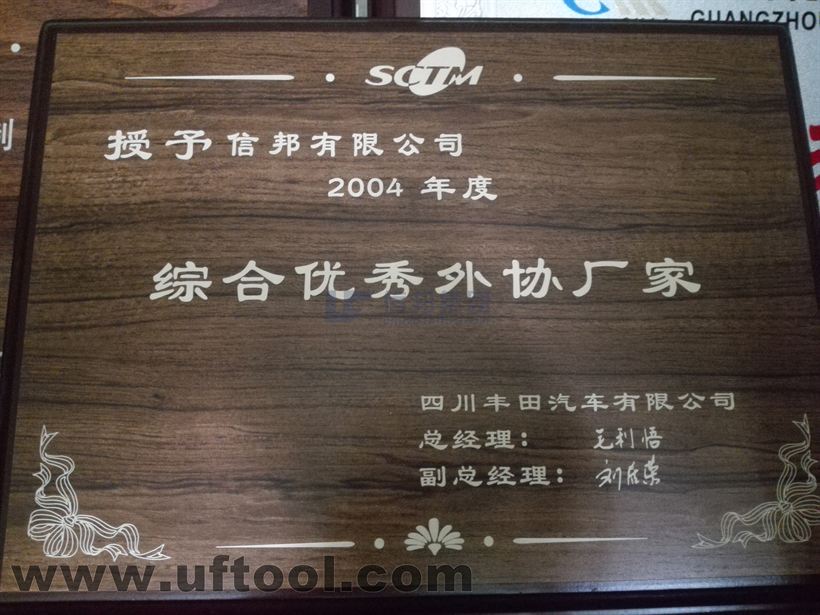 GUANGZHOU
SCTM
授予信邦有限公司
2004 年度
综合优秀外协厂家
四川丰田汽车有限公司
总经理：
副总经理：
www.uftool.com